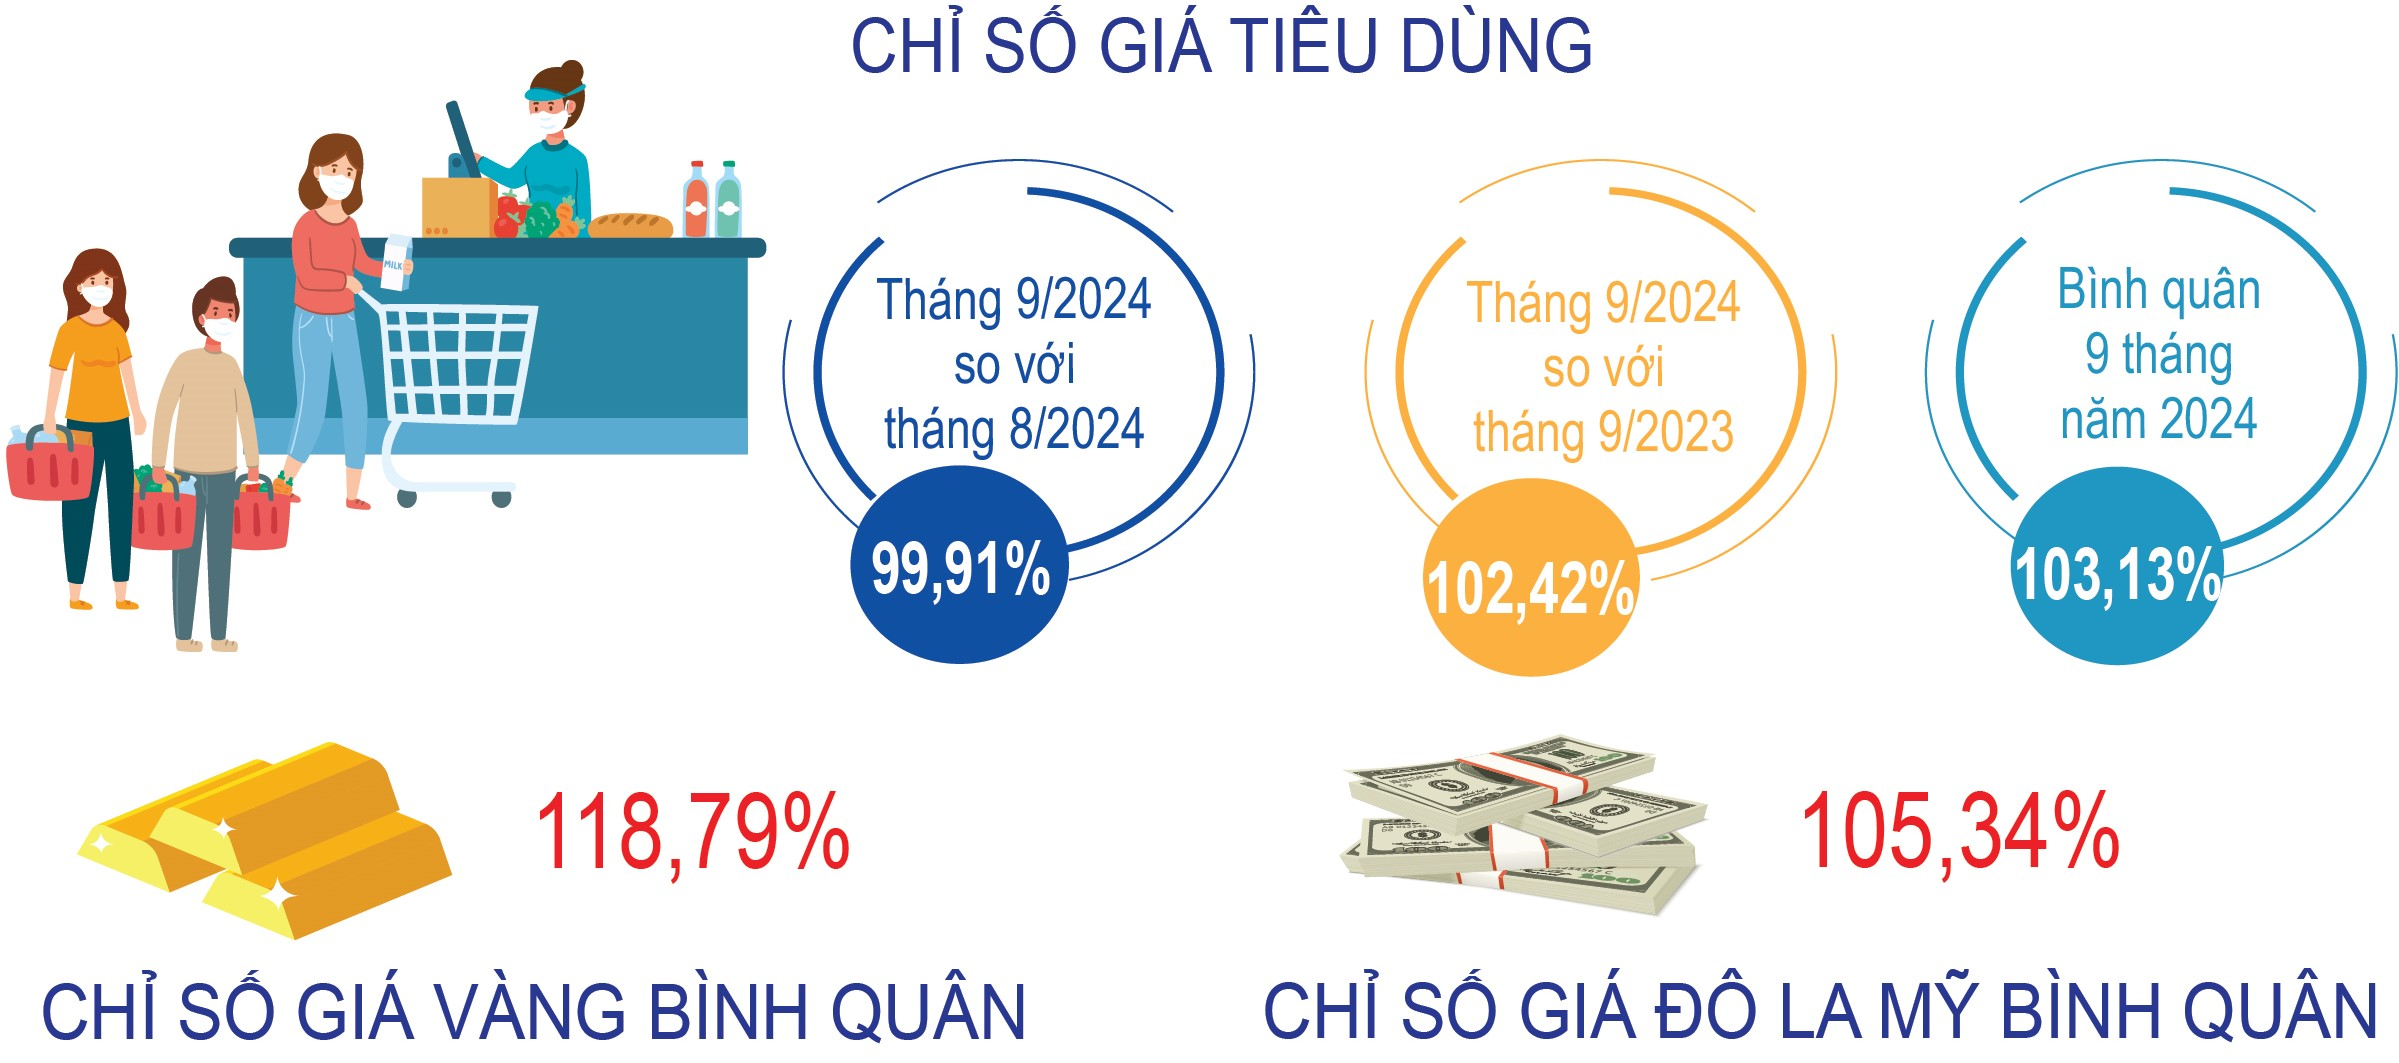 CHỈ SỐ GIÁ TIÊU DÙNG
MILK
Tháng 9/2024
so với
tháng 8/2024
99,91%
Tháng 9/2024
so với
tháng 9/2023
102,42%
Bình quân
9 tháng
năm 2024
103,13%
118,79%
105,34%
CHỈ SỐ GIÁ VÀNG BÌNH QUÂN
CHỈ SỐ GIÁ ĐÔ LA MỸ BÌNH QUÂN